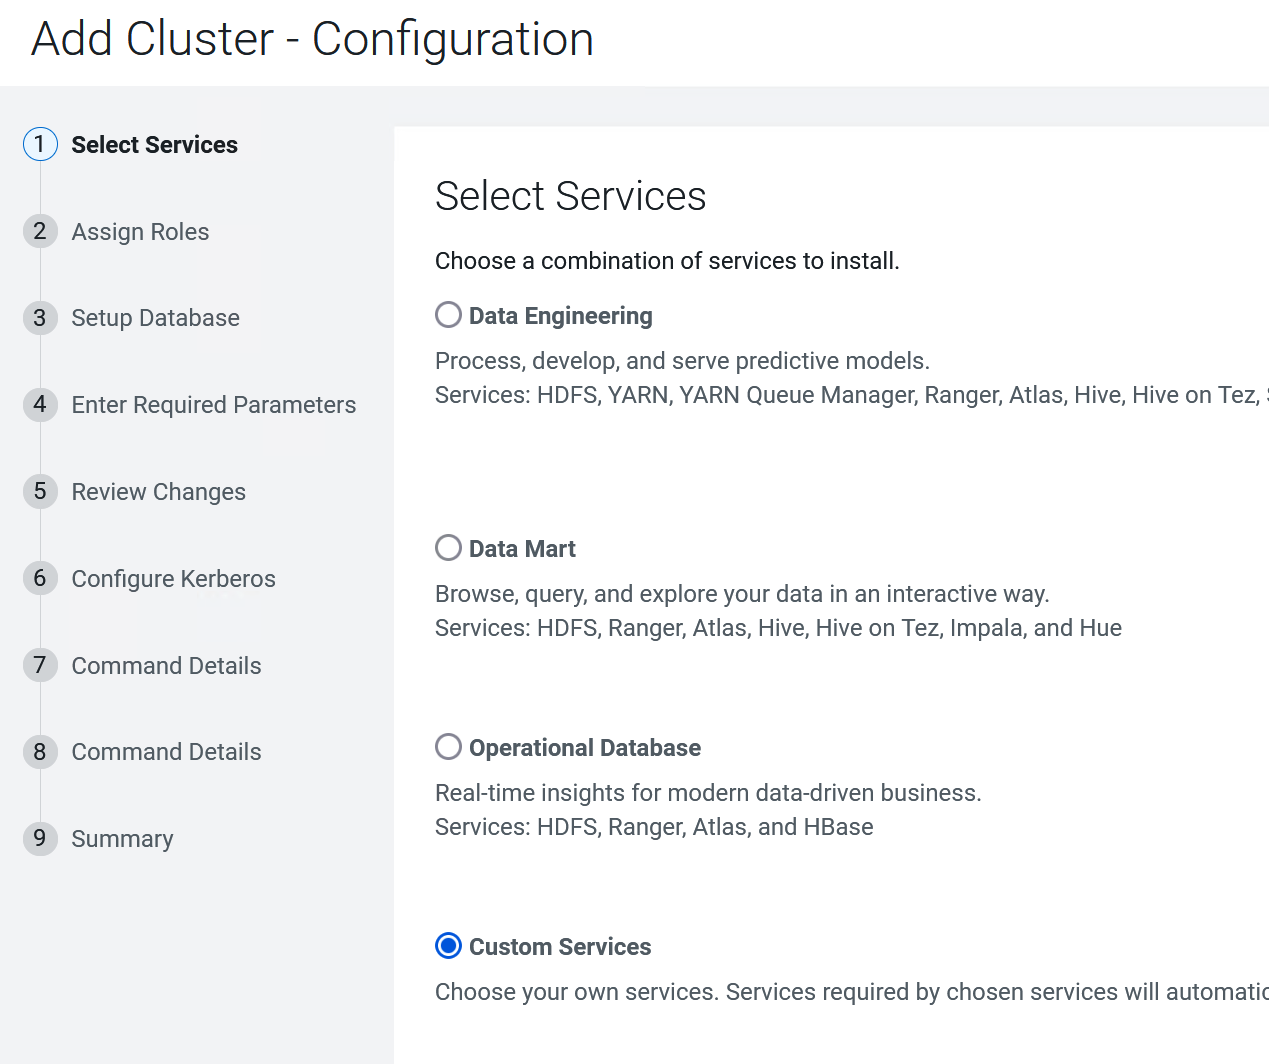 Add Cluster - Configuration
1 Select Services
2 Assign Roles
3 Setup Database
4 Enter Required Parameters
5 Review Changes
6 Configure Kerberos
7 Command Details
8 Command Details
9 Summary
Select Services
Choose a combination of services to install.
Data Engineering
Process, develop, and serve predictive models.
Services: HDFS, YARN, YARN Queue Manager, Ranger, Atlas, Hive, Hive on Tez,
Data Mart
Browse, query, and explore your data in an interactive way.
Services: HDFS, Ranger, Atlas, Hive, Hive on Tez, Impala, and Hue
Operational Database
Real-time insights for modern data-driven business.
Services: HDFS, Ranger, Atlas, and HBase
Custom Services
Choose your own services. Services required by chosen services will